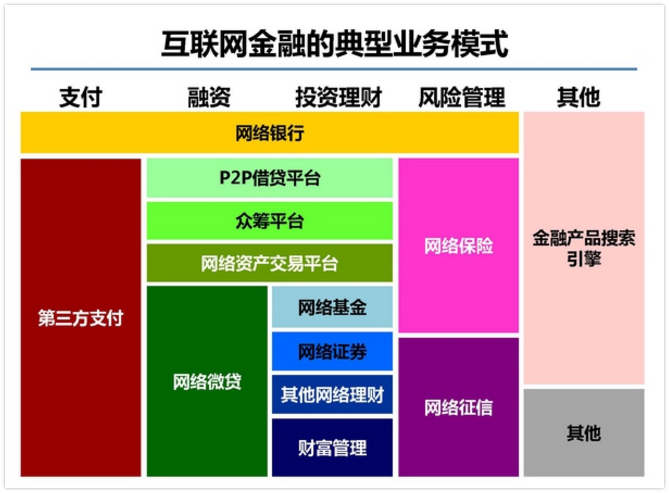 互联网金融的典型业务模式
支付 融资 投资理财 风险管理 其他
网络银行
P2P借贷平台
众筹平台
网络资产交易平台
第三方支付
网络微贷
网络基金
网络证券
其他网络理财
财富管理
网络保险
网络征信
金融产品搜索
引擎
其他